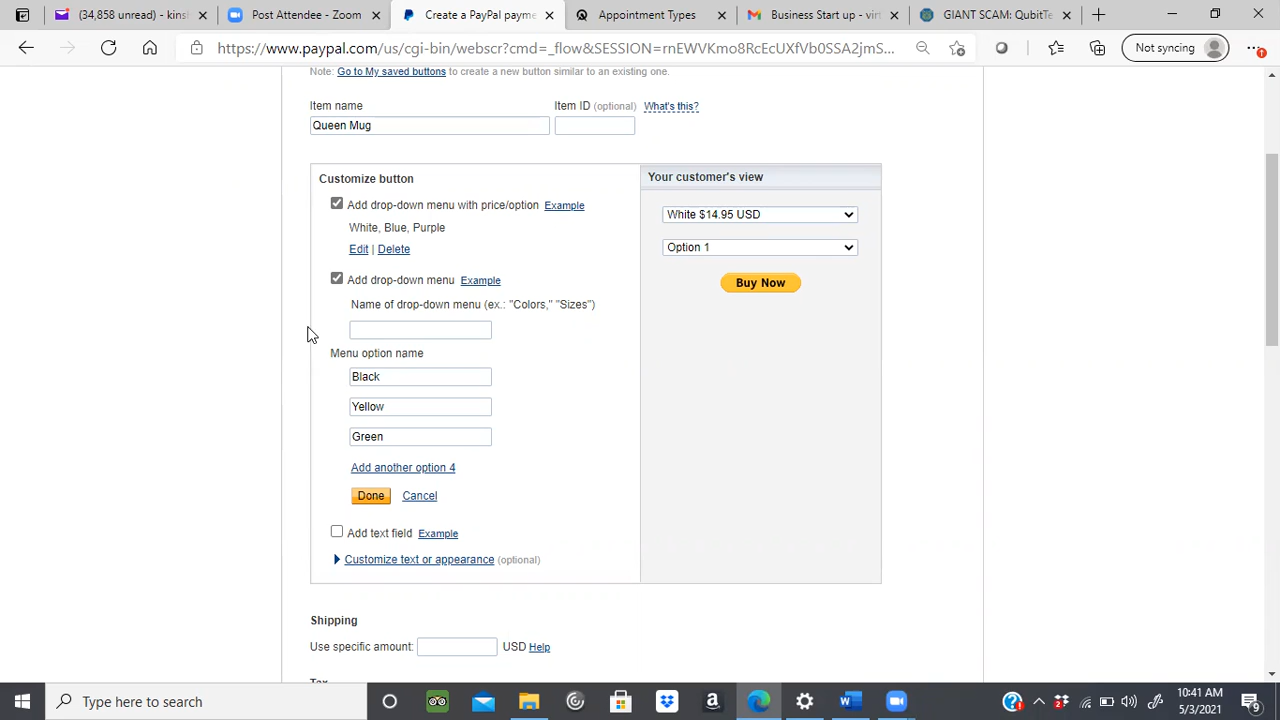 (34,858 unread) - kinsl
Post Attendee - Zoom
Create a PayPal payme
Appointment Types
Business Start up - virt
GIANT SCAM: QubitTe
https://www.paypal.com/us/cgi-bin/webscr?cmd=_flow&SESSION=rnEWVKmo8RcEcUXfVb0SSA2jmS...
Not syncing
Note: Go to My saved buttons to create a new button similar to an existing one.
Item name
Item ID (optional) What's this?
Queen Mug
Customize button
Your customer's view
Add drop-down menu with price/option Example
White $14.95 USD
White, Blue, Purple
Edit | Delete
Option 1
Add drop-down menu Example
Buy Now
Name of drop-down menu (ex.: "Colors," "Sizes")
Menu option name
Black
Yellow
Green
Add another option 4
Done Cancel
Add text field Example
Customize text or appearance (optional)
Shipping
Use specific amount: USD Help
Tax
Type here to search
10:41 AM
5/3/2021
9